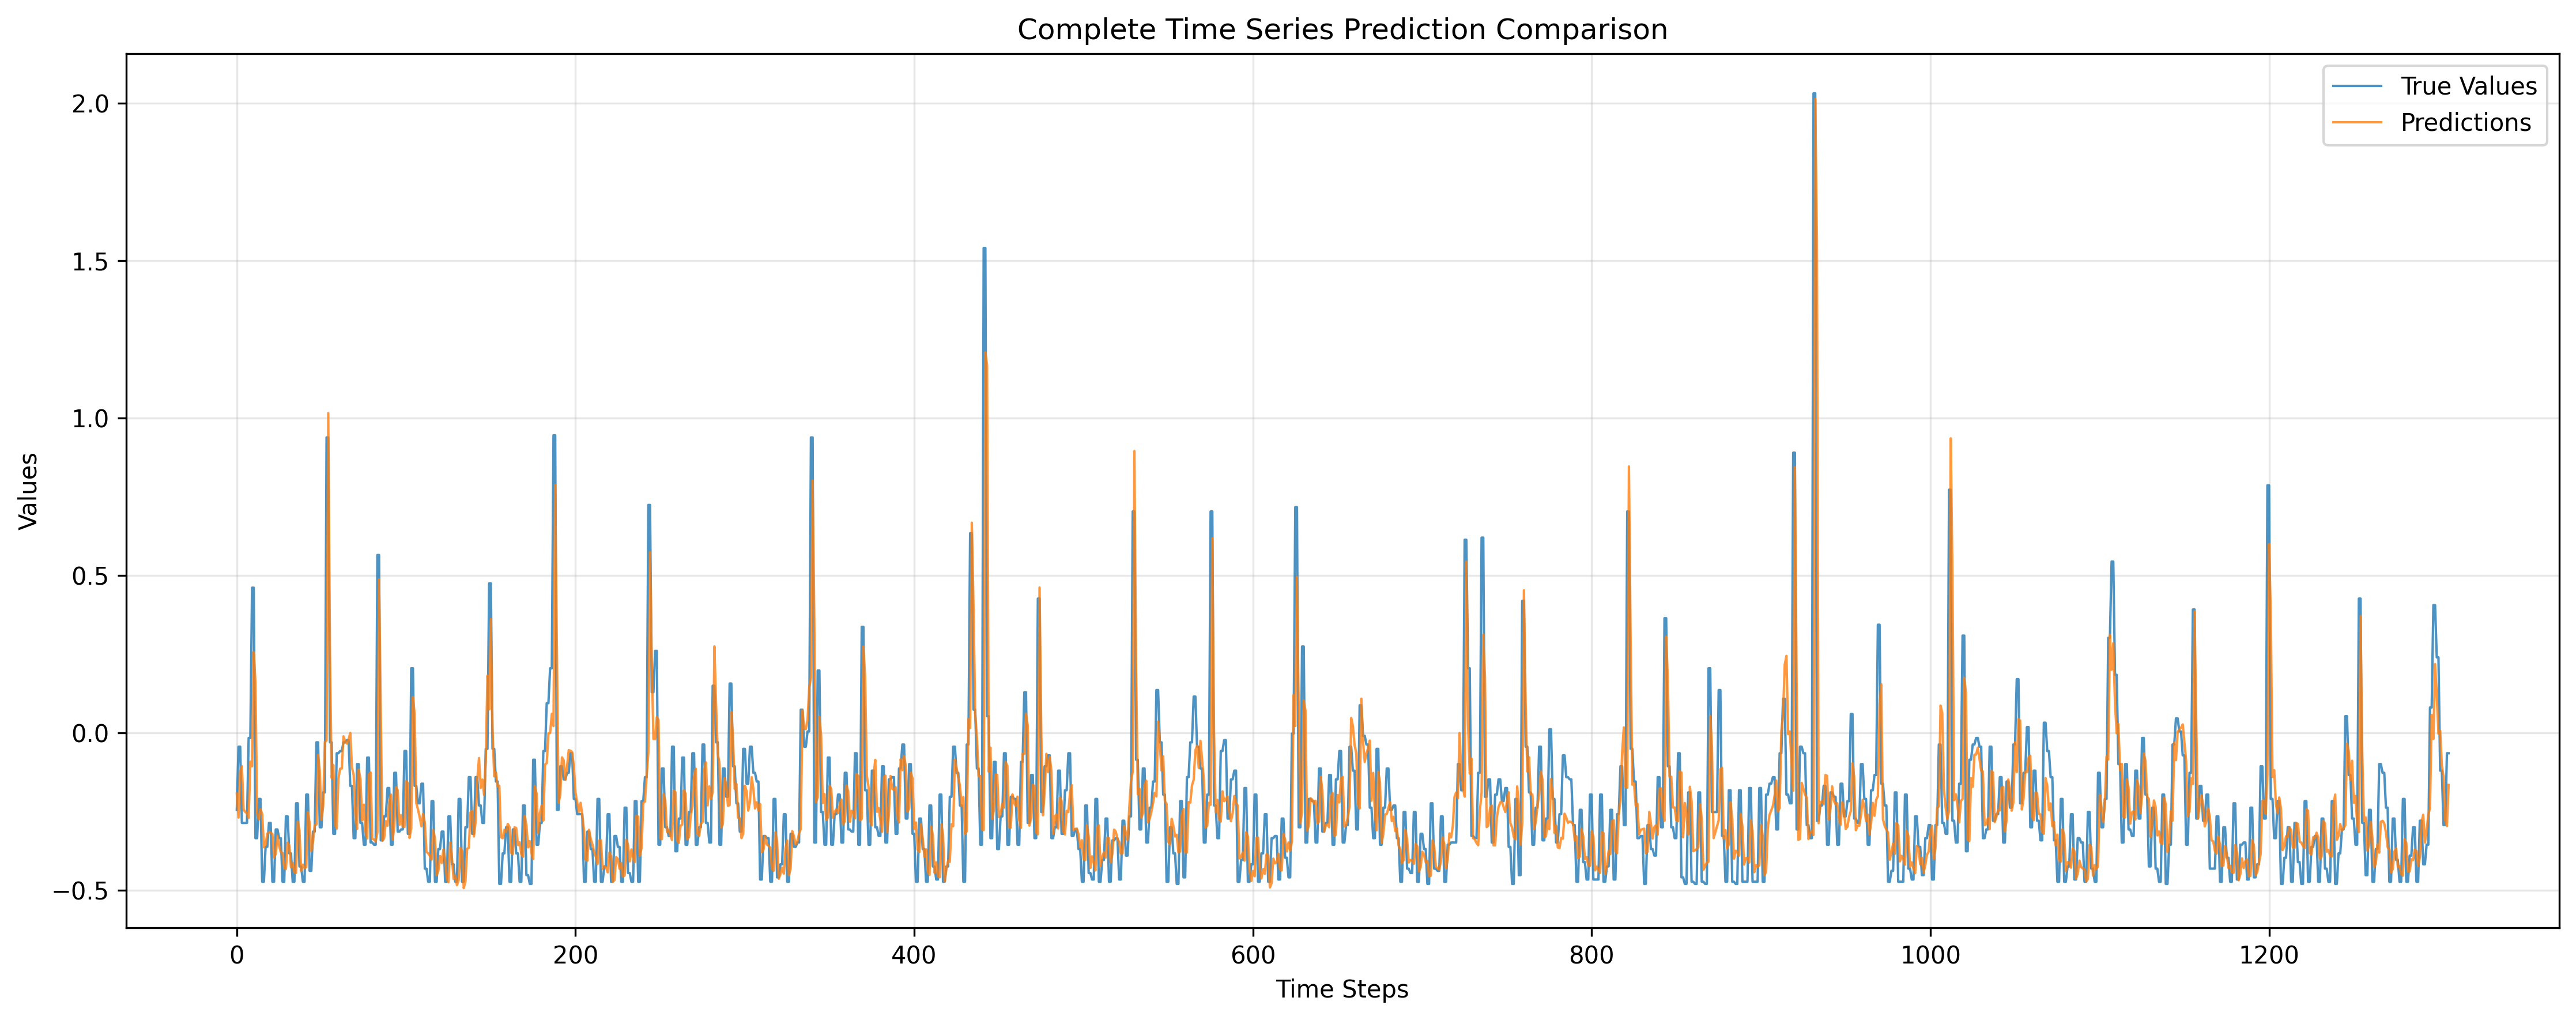 Complete Time Series Prediction Comparison
True Values
Predictions
Values
2.0
1.5
1.0
0.5
0.0
−0.5
0 200 400 600 800 1000 1200
Time Steps